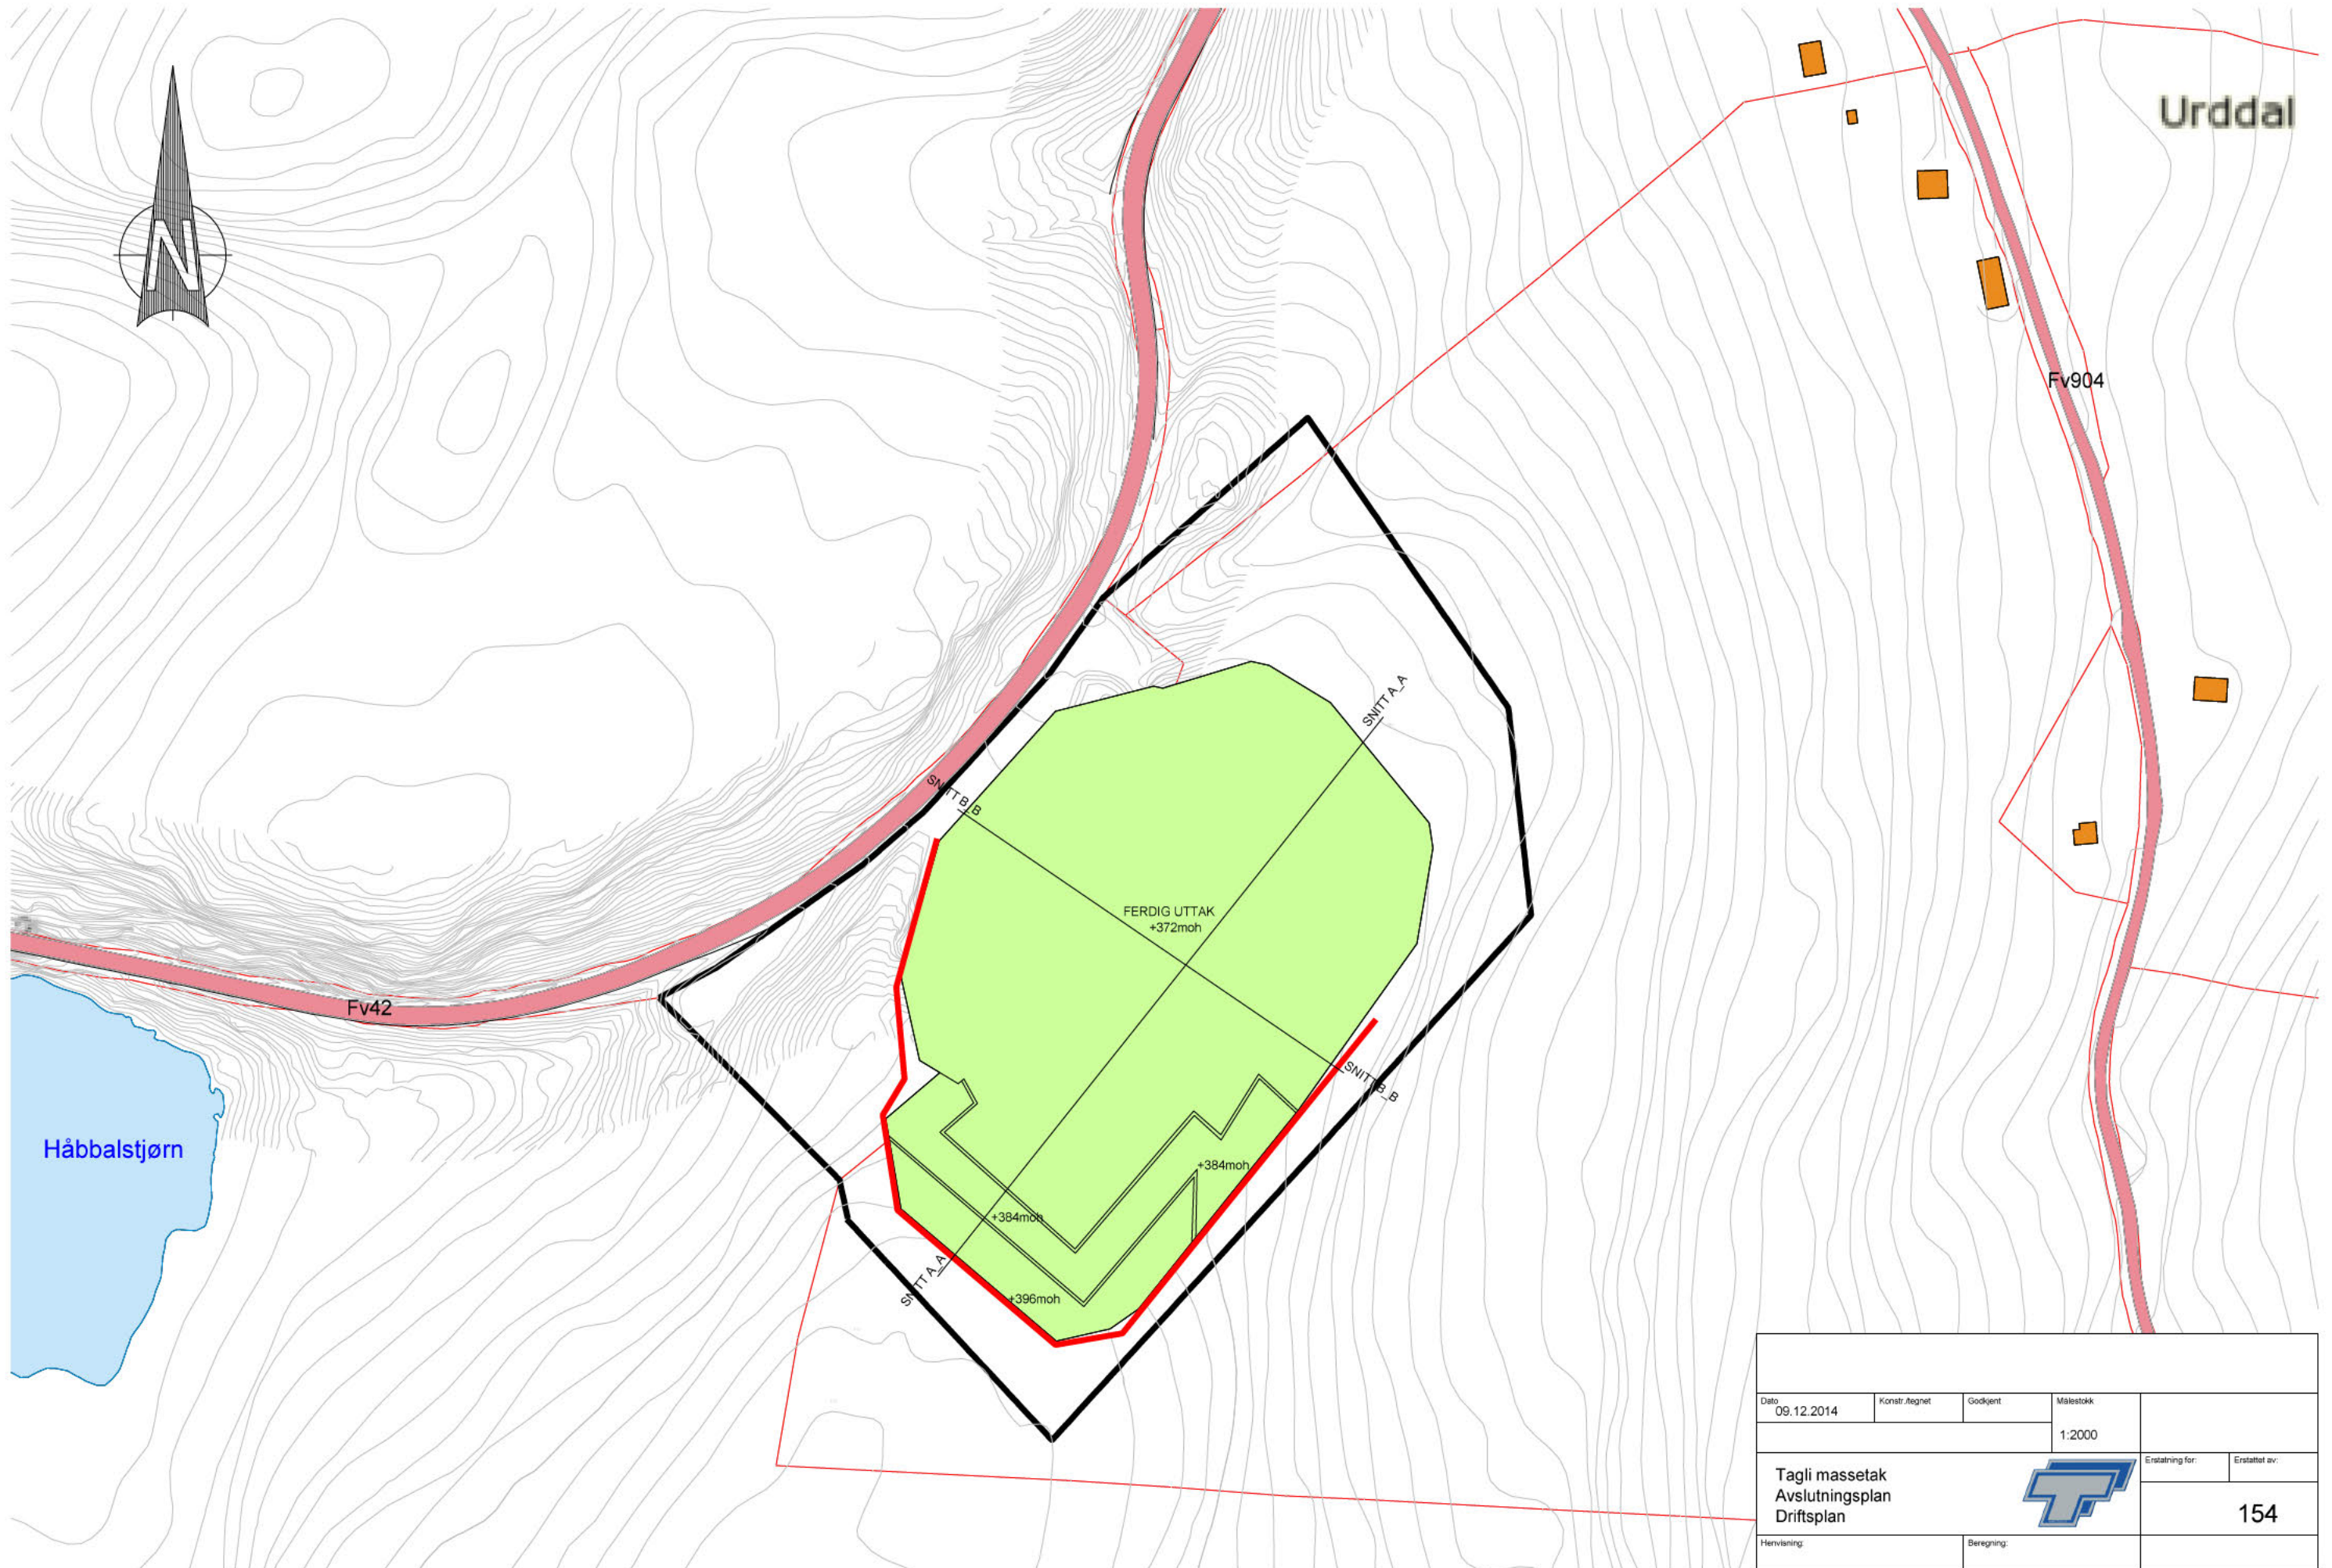 Urddal
N
Fv904
SNITT A_A
SNITT B_B
FERDIG UTTAK
+372moh
Fv42
SNITT B_B
Håbbalstjørn
+384moh
+384moh
SNITT A_A
+396moh
Dato
09.12.2014
Konstr./tegnet
Godkjent
Målestokk
1:2000
Tagli massetak
Avslutningsplan
Driftsplan
T
Erstatning for:
Erstattet av:
154
Henvisning:
Beregning: